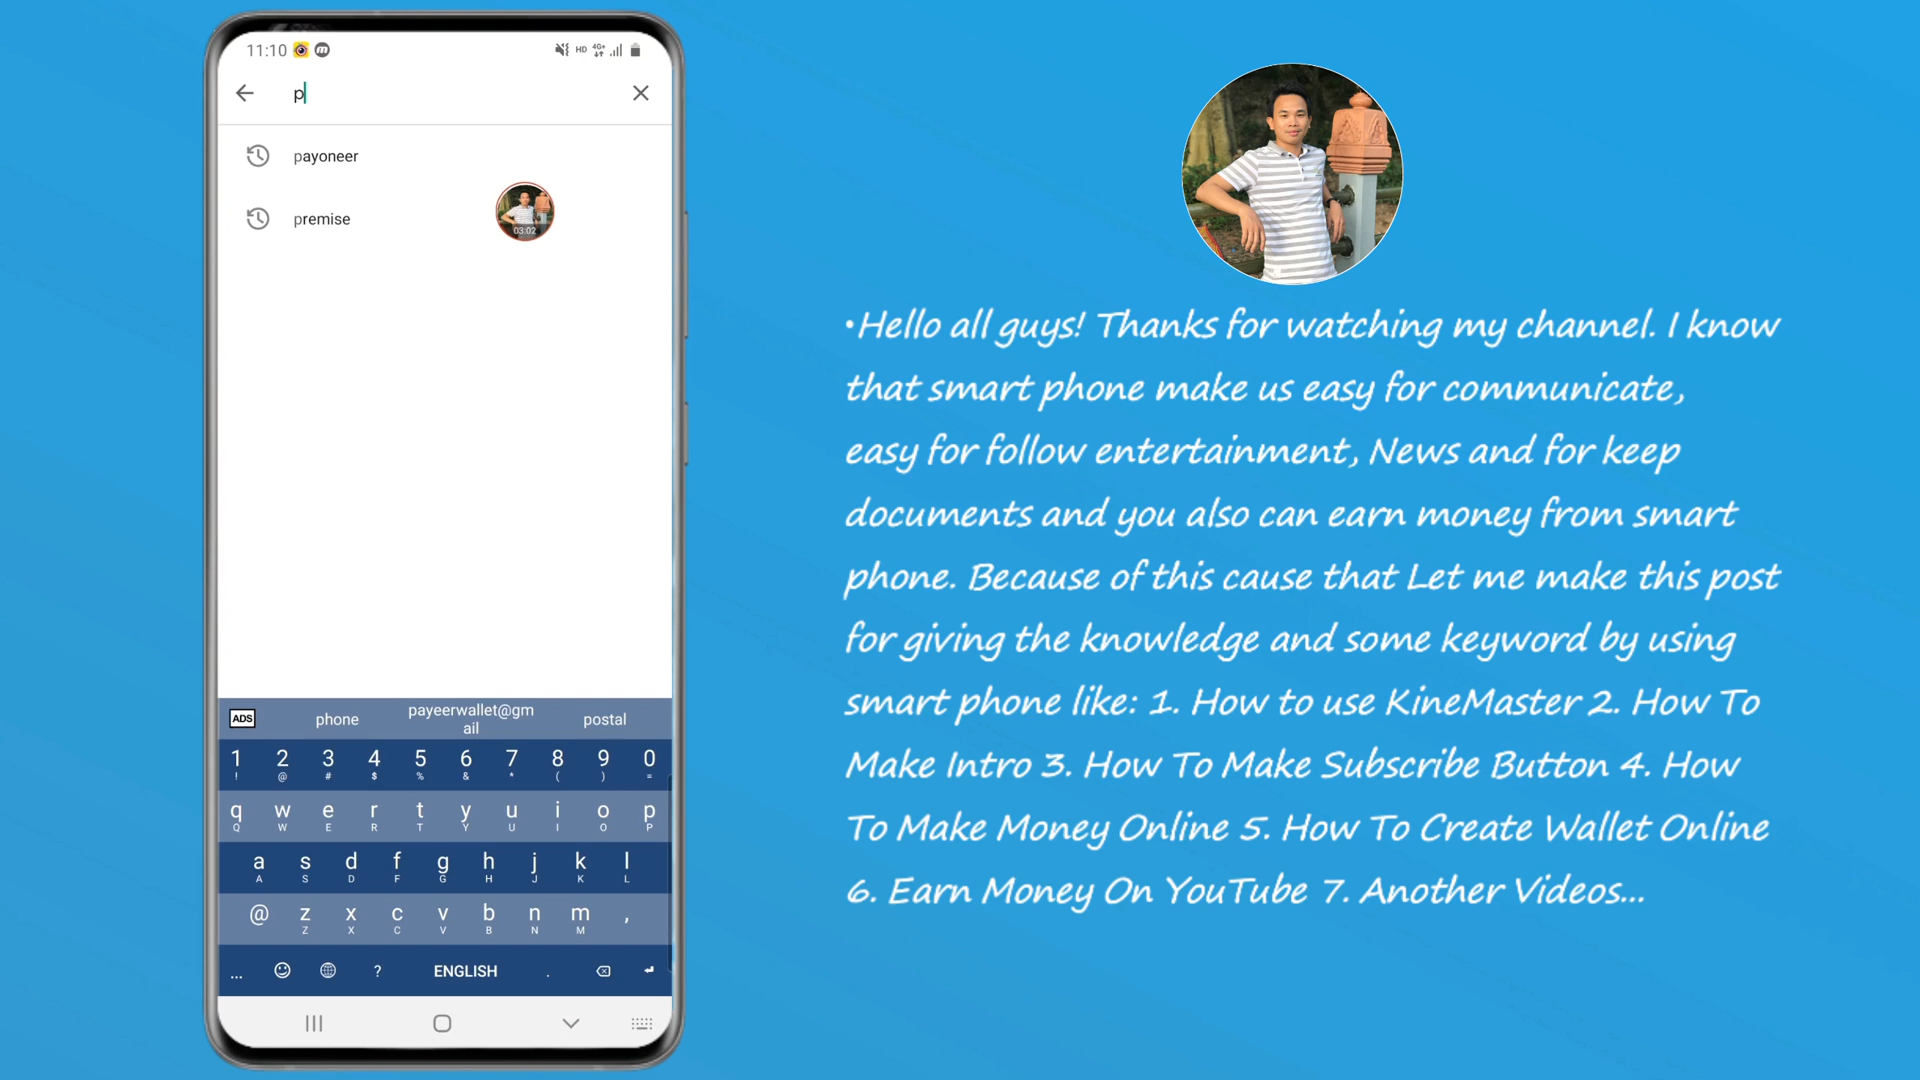 11:10
HD 4G+
p
payoneer
premise
03:02
ADS phone payeerwallet@gm
ail postal
1 2 3 4 5 6 7 8 9 0
! @ # $ % & * ( ) =
q w e r t y u i o p
Q W E R T Y U I O P
a s d f g h j k l
A S D F G H J K L
@ z x c v b n m ,
Z X C V B N M
... ? ENGLISH .
•Hello all guys! Thanks for watching my channel. I know
that smart phone make us easy for communicate,
easy for follow entertainment, News and for keep
documents and you also can earn money from smart
phone. Because of this cause that Let me make this post
for giving the knowledge and some keyword by using
smart phone like: 1. How to use KineMaster 2. How To
Make Intro 3. How To Make Subscribe Button 4. How
To Make Money Online 5. How To Create Wallet Online
6. Earn Money On YouTube 7. Another Videos...